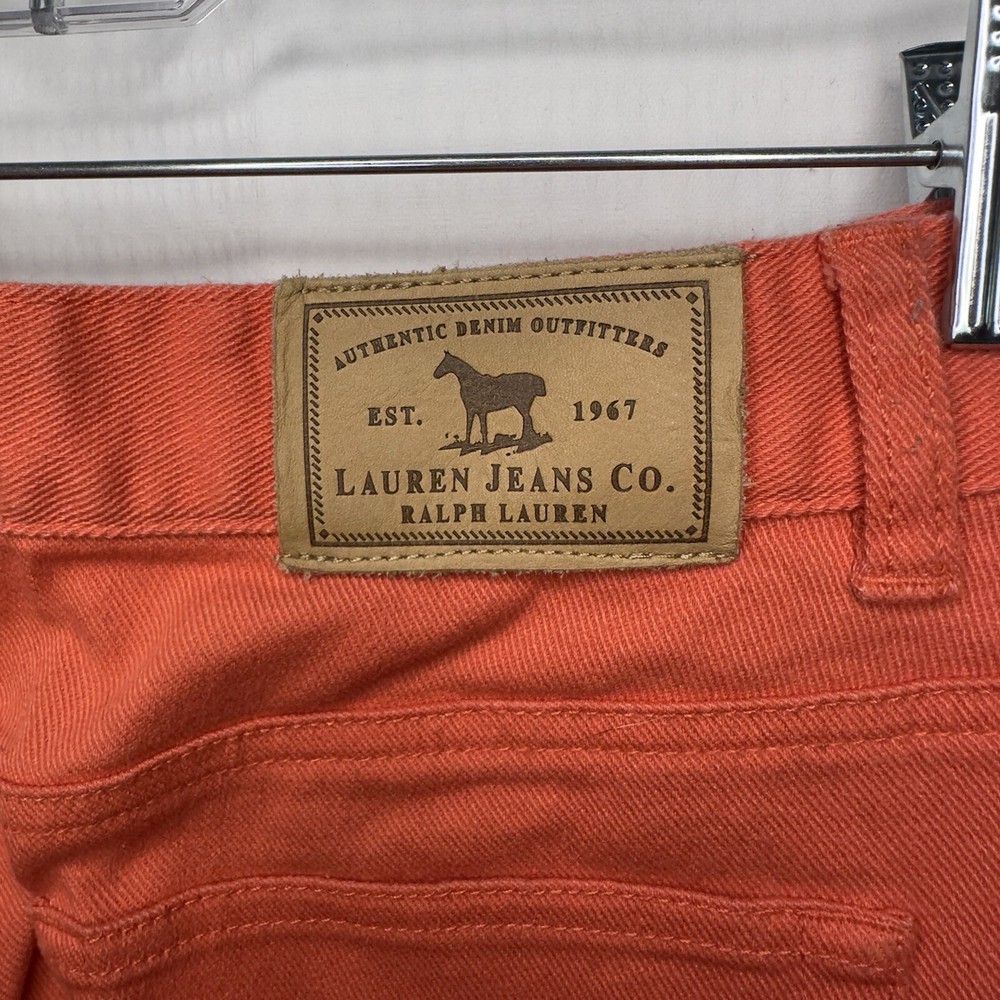 AUTHENTIC DENIM OUTFITTERS
EST. 1967
LAUREN JEANS CO.
RALPH LAUREN